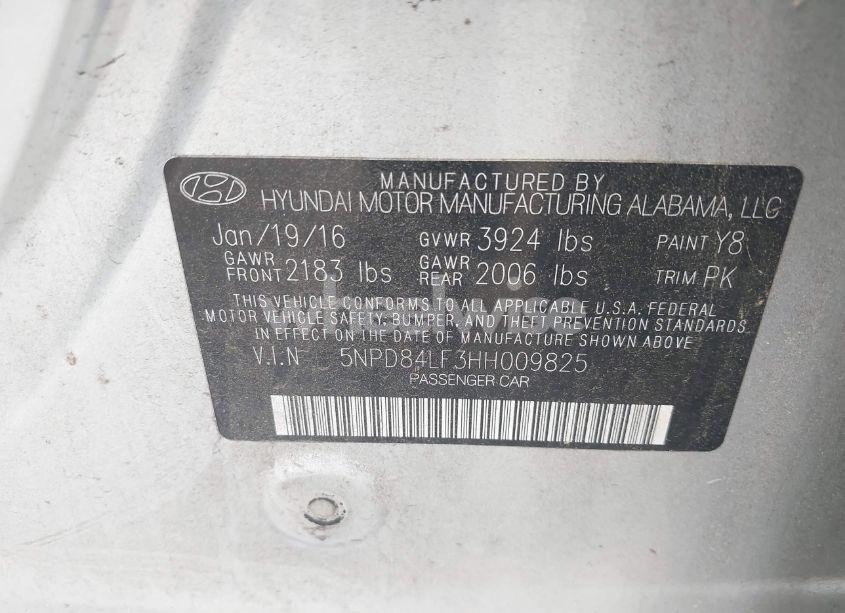 MANUFACTURED BY
HYUNDAI MOTOR MANUFACTURING ALABAMA, LLC
Jan/19/16 GVWR 3924 lbs PAINT Y8
GAWR FRONT 2183 lbs GAWR REAR 2006 lbs TRIM PK
THIS VEHICLE CONFORMS TO ALL APPLICABLE U.S.A. FEDERAL
MOTOR VEHICLE SAFETY, BUMPER, AND THEFT PREVENTION STANDARDS
IN EFFECT ON THE DATE OF MANUFACTURE SHOWN ABOVE
V.I.N 5NPD84LF3HH009825
PASSENGER CAR